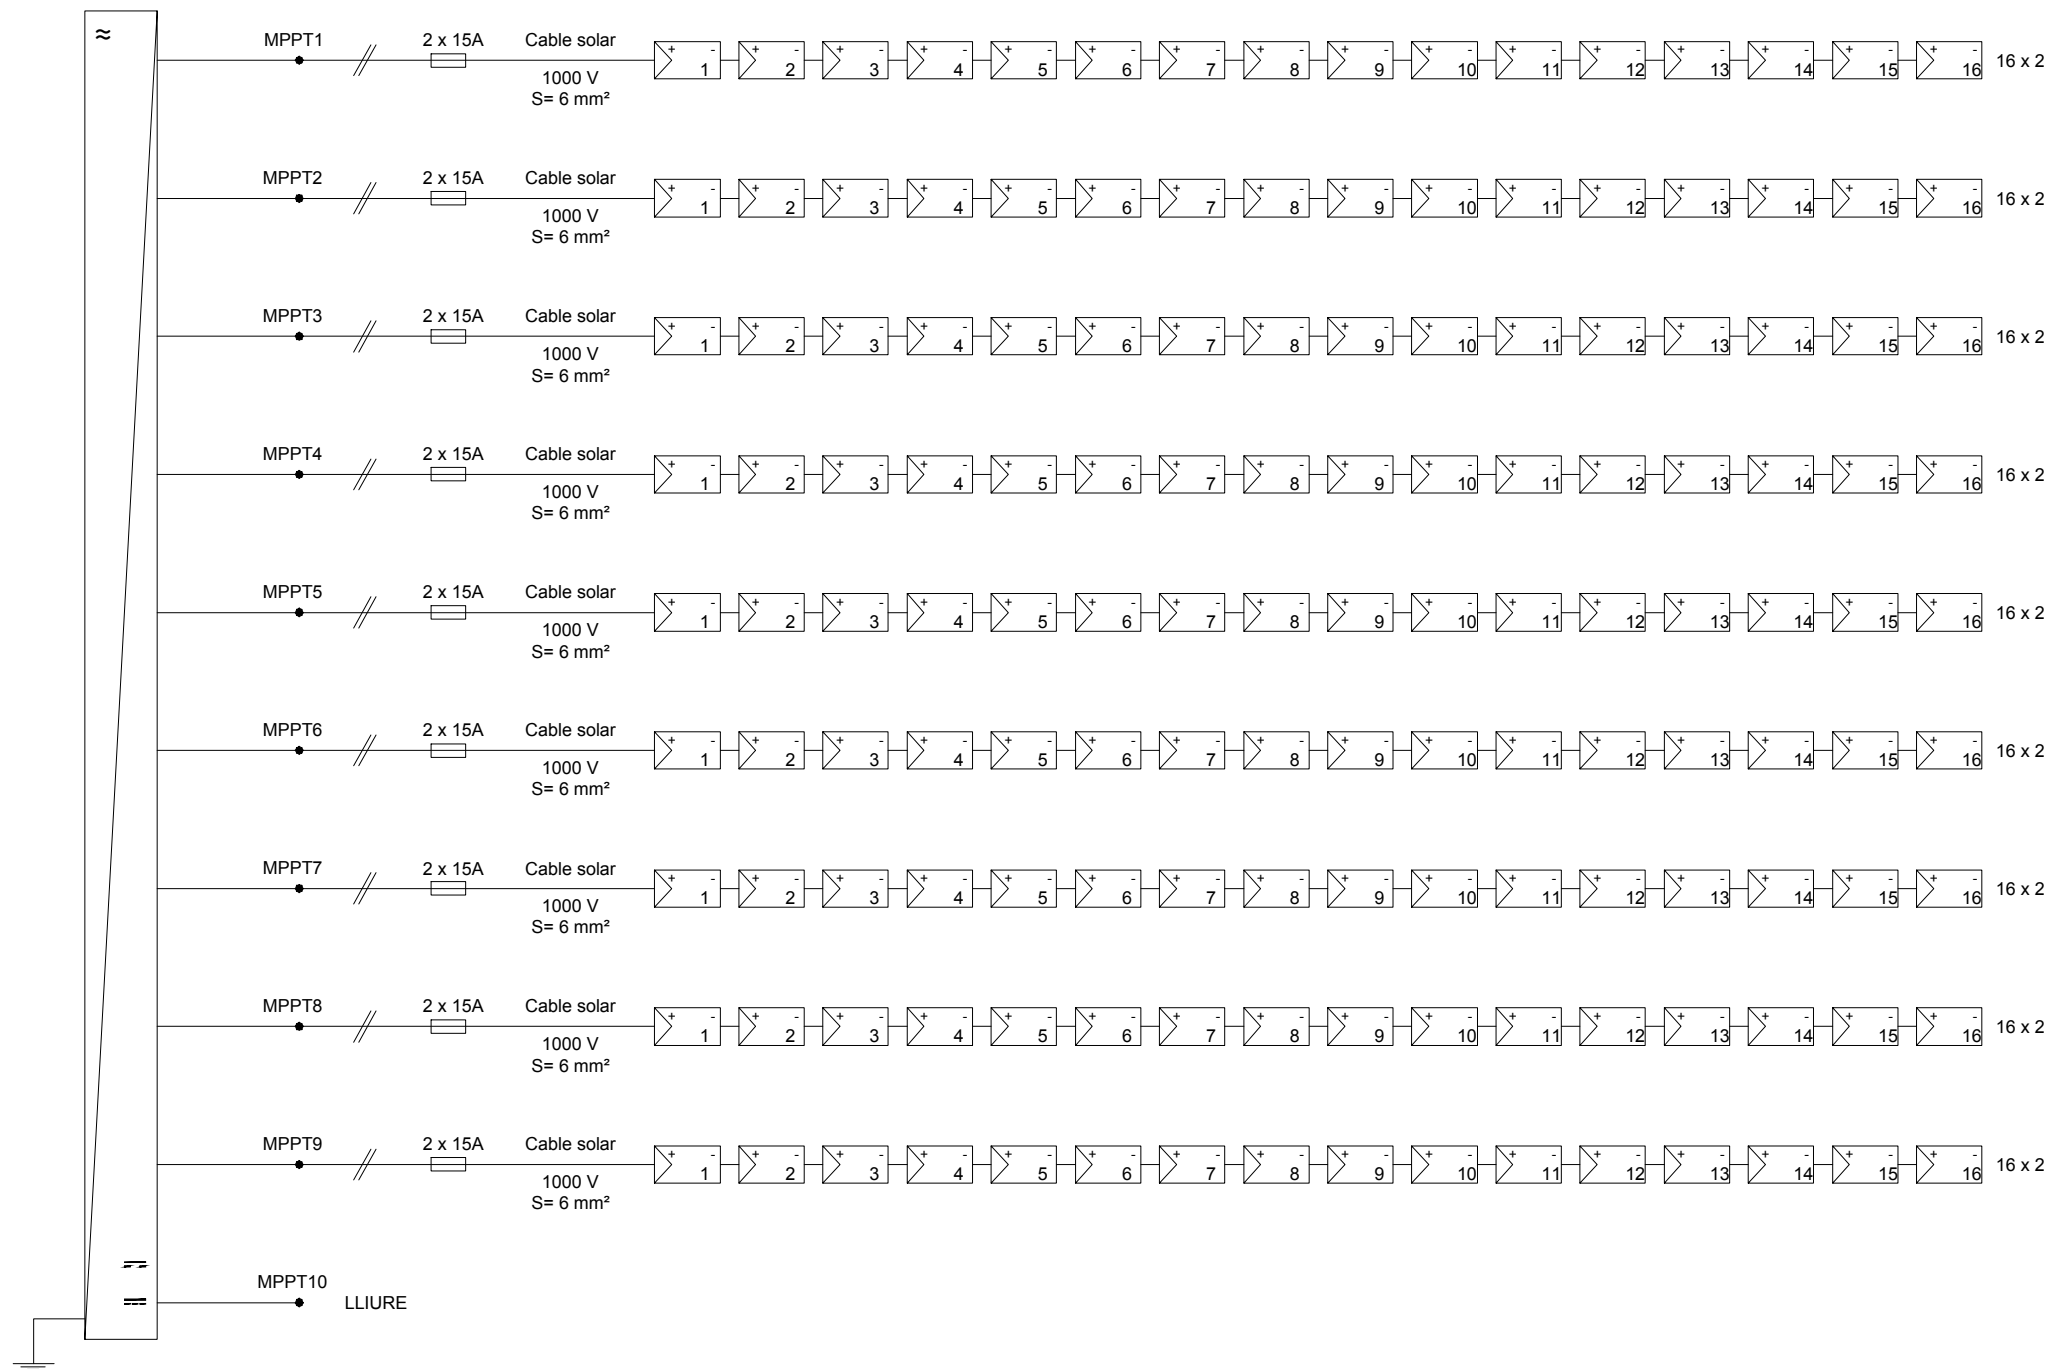 ≈
MPPT1 2 x 15A Cable solar + - 1 + - 2 + - 3 + - 4 + - 5 + - 6 + - 7 + - 8 + - 9 + - 10 + - 11 + - 12 + - 13 + - 14 + - 15 + - 16 16 x 2
1000 V
S= 6 mm²
MPPT2 2 x 15A Cable solar + - 1 + - 2 + - 3 + - 4 + - 5 + - 6 + - 7 + - 8 + - 9 + - 10 + - 11 + - 12 + - 13 + - 14 + - 15 + - 16 16 x 2
1000 V
S= 6 mm²
MPPT3 2 x 15A Cable solar + - 1 + - 2 + - 3 + - 4 + - 5 + - 6 + - 7 + - 8 + - 9 + - 10 + - 11 + - 12 + - 13 + - 14 + - 15 + - 16 16 x 2
1000 V
S= 6 mm²
MPPT4 2 x 15A Cable solar + - 1 + - 2 + - 3 + - 4 + - 5 + - 6 + - 7 + - 8 + - 9 + - 10 + - 11 + - 12 + - 13 + - 14 + - 15 + - 16 16 x 2
1000 V
S= 6 mm²
MPPT5 2 x 15A Cable solar + - 1 + - 2 + - 3 + - 4 + - 5 + - 6 + - 7 + - 8 + - 9 + - 10 + - 11 + - 12 + - 13 + - 14 + - 15 + - 16 16 x 2
1000 V
S= 6 mm²
MPPT6 2 x 15A Cable solar + - 1 + - 2 + - 3 + - 4 + - 5 + - 6 + - 7 + - 8 + - 9 + - 10 + - 11 + - 12 + - 13 + - 14 + - 15 + - 16 16 x 2
1000 V
S= 6 mm²
MPPT7 2 x 15A Cable solar + - 1 + - 2 + - 3 + - 4 + - 5 + - 6 + - 7 + - 8 + - 9 + - 10 + - 11 + - 12 + - 13 + - 14 + - 15 + - 16 16 x 2
1000 V
S= 6 mm²
MPPT8 2 x 15A Cable solar + - 1 + - 2 + - 3 + - 4 + - 5 + - 6 + - 7 + - 8 + - 9 + - 10 + - 11 + - 12 + - 13 + - 14 + - 15 + - 16 16 x 2
1000 V
S= 6 mm²
MPPT9 2 x 15A Cable solar + - 1 + - 2 + - 3 + - 4 + - 5 + - 6 + - 7 + - 8 + - 9 + - 10 + - 11 + - 12 + - 13 + - 14 + - 15 + - 16 16 x 2
1000 V
S= 6 mm²
MPPT10
LLIURE